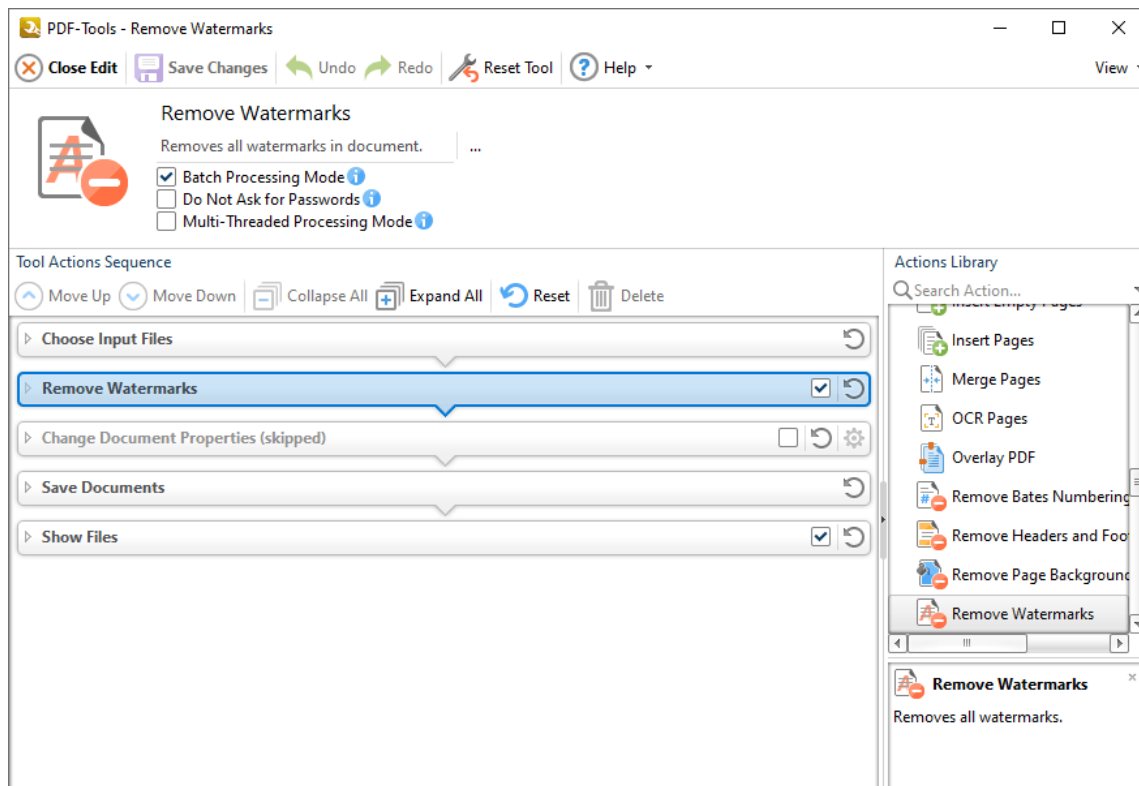 PDF-Tools - Remove Watermarks
Close Edit Save Changes Undo Redo Reset Tool Help View
Remove Watermarks
Removes all watermarks in document. ...
Batch Processing Mode
Do Not Ask for Passwords
Multi-Threaded Processing Mode
Tool Actions Sequence
Move Up Move Down Collapse All Expand All Reset Delete
Choose Input Files
Remove Watermarks
Change Document Properties (skipped)
Save Documents
Show Files
Actions Library
Search Action...
Insert Empty Pages
Insert Pages
Merge Pages
OCR Pages
Overlay PDF
Remove Bates Numbering
Remove Headers and Foo
Remove Page Background
Remove Watermarks
Remove Watermarks
Removes all watermarks.